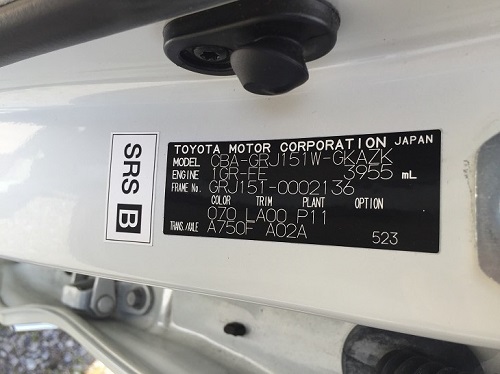 SRS B
TOYOTA MOTOR CORPORATION JAPAN
MODEL CBA-GRJ151W-GKAZK
ENGINE 1GR-FE 3955 mL
FRAME No. GRJ151-0002136
COLOR TRIM PLANT OPTION
070 LA00 P11
TRANS./AXLE A750F A02A 523